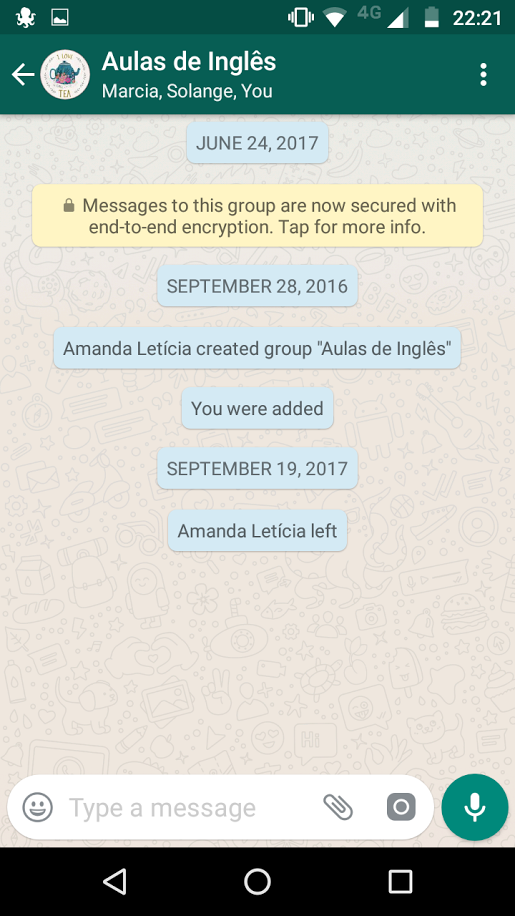 4G 22:21
I LOVE
TEA
Aulas de Inglês
Marcia, Solange, You
JUNE 24, 2017
Messages to this group are now secured with
end-to-end encryption. Tap for more info.
SEPTEMBER 28, 2016
Amanda Letícia created group "Aulas de Inglês"
You were added
SEPTEMBER 19, 2017
Amanda Letícia left
Type a message